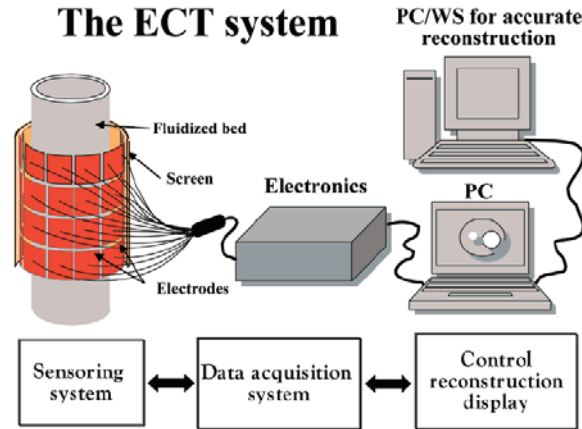 The ECT system
PC/WS for accurate
reconstruction
Fluidized bed
Screen
Electronics
PC
Electrodes
Sensoring
system
Data acquisition
system
Control
reconstruction
display